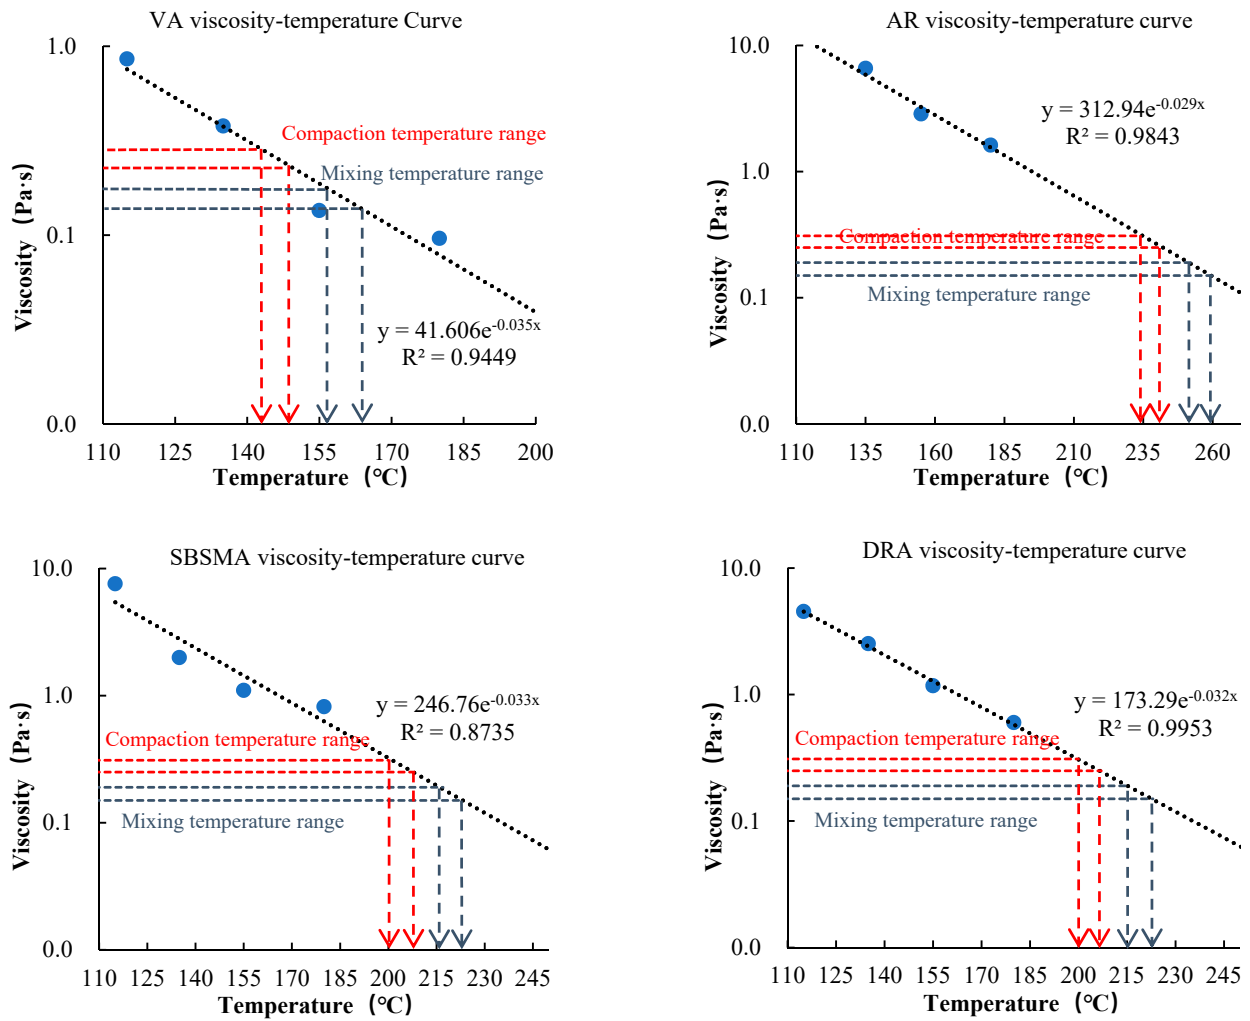 VA viscosity-temperature Curve
1.0
0.1
0.0
Viscosity (Pa·s)
Compaction temperature range
Mixing temperature range
y = 41.606e^-0.035x
R² = 0.9449
110 125 140 155 170 185 200
Temperature (℃)
AR viscosity-temperature curve
10.0
1.0
0.1
0.0
Viscosity (Pa·s)
y = 312.94e^-0.029x
R² = 0.9843
Compaction temperature range
Mixing temperature range
110 135 160 185 210 235 260
Temperature (℃)
SBSMA viscosity-temperature curve
10.0
1.0
0.1
0.0
Viscosity (Pa·s)
y = 246.76e^-0.033x
R² = 0.8735
Compaction temperature range
Mixing temperature range
110 125 140 155 170 185 200 215 230 245
Temperature (℃)
DRA viscosity-temperature curve
10.0
1.0
0.1
0.0
Viscosity (Pa·s)
y = 173.29e^-0.032x
R² = 0.9953
Compaction temperature range
Mixing temperature range
110 125 140 155 170 185 200 215 230 245
Temperature (℃)